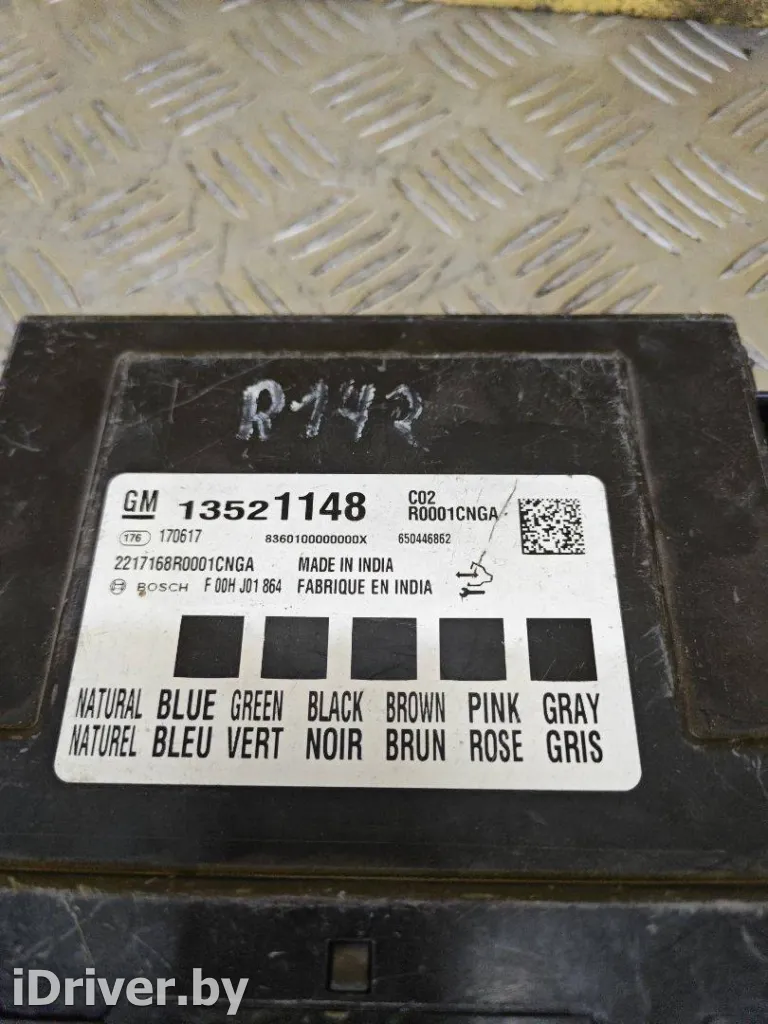 R142
GM 13521148 C02
R0001CNGA
176 170617 8360100000000X 650446862
2217168R0001CNGA MADE IN INDIA
BOSCH F 00H J01 864 FABRIQUE EN INDIA
NATURAL BLUE GREEN BLACK BROWN PINK GRAY
NATUREL BLEU VERT NOIR BRUN ROSE GRIS
iDriver.by